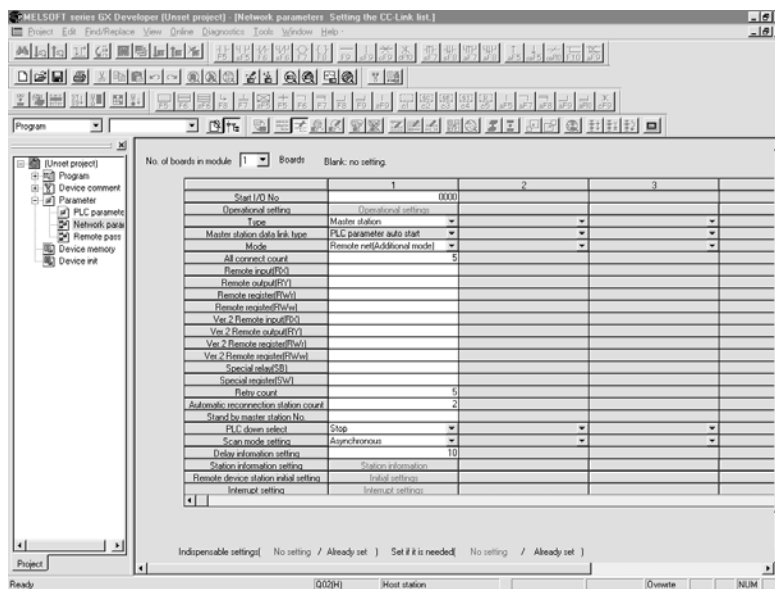 MELSOFT series GX Developer (Unset project) - [Network parameters Setting the CC-Link list.]
Project Edit Find/Replace View Online Diagnostics Tools Window Help
Program
No. of boards in module 1 Boards Blank: no setting.
(Unset project)
Program
Device comment
Parameter
PLC paramete
Network parar
Remote pass
Device memory
Device init
1 2 3
Start I/O No 0000
Operational setting Operational settings
Type Master station
Master station data link type PLC parameter auto start
Mode Remote net(Additional mode)
All connect count 5
Remote input(RX)
Remote output(RY)
Remote register(RWr)
Remote register(RWw)
Ver.2 Remote input(RX)
Ver.2 Remote output(RY)
Ver.2 Remote register(RWr)
Ver.2 Remote register(RWw)
Special relay(SB)
Special register(SW)
Retry count 5
Automatic reconnection station count 2
Stand by master station No.
PLC down select Stop
Scan mode setting Asynchronous
Delay infomation setting 10
Station information setting Station information
Remote device station initial setting Initial settings
Interrupt setting Interrupt settings
Indispensable settings( No setting / Already set ) Set if it is needed( No setting / Already set )
Project
Ready Q02(H) Host station Ovrwrte NUM